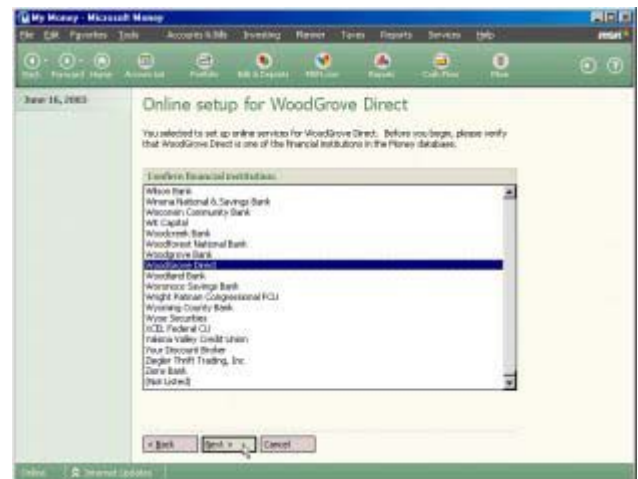 My Money - Microsoft Money
File Edit Favorites Tools Accounts & Bills Investing Planner Taxes Reports Services Help
msn
Back Forward Home Account List Portfolio Bills & Deposits MSN.com Reports Cash Flow
June 16, 2003
Online setup for WoodGrove Direct
You selected to set up online services for WoodGrove Direct. Before you begin, please verify
that WoodGrove Direct is one of the financial institutions in the Money database.
Confirm financial institutions
Wilson Bank
Winona National & Savings Bank
Wisconsin Community Bank
Wit Capital
Woodcreek Bank
Woodforest National Bank
Woodgrove Bank
WoodGrove Direct
Woodland Bank
Woronoco Savings Bank
Wright Patman Congressional FCU
Wyoming County Bank
Wyse Securities
XCEL Federal CU
Yakima Valley Credit Union
Your Discount Broker
Ziegler Thrift Trading, Inc.
Zions Bank
(Not Listed)
< Back Next > Cancel
Online Internet Updates